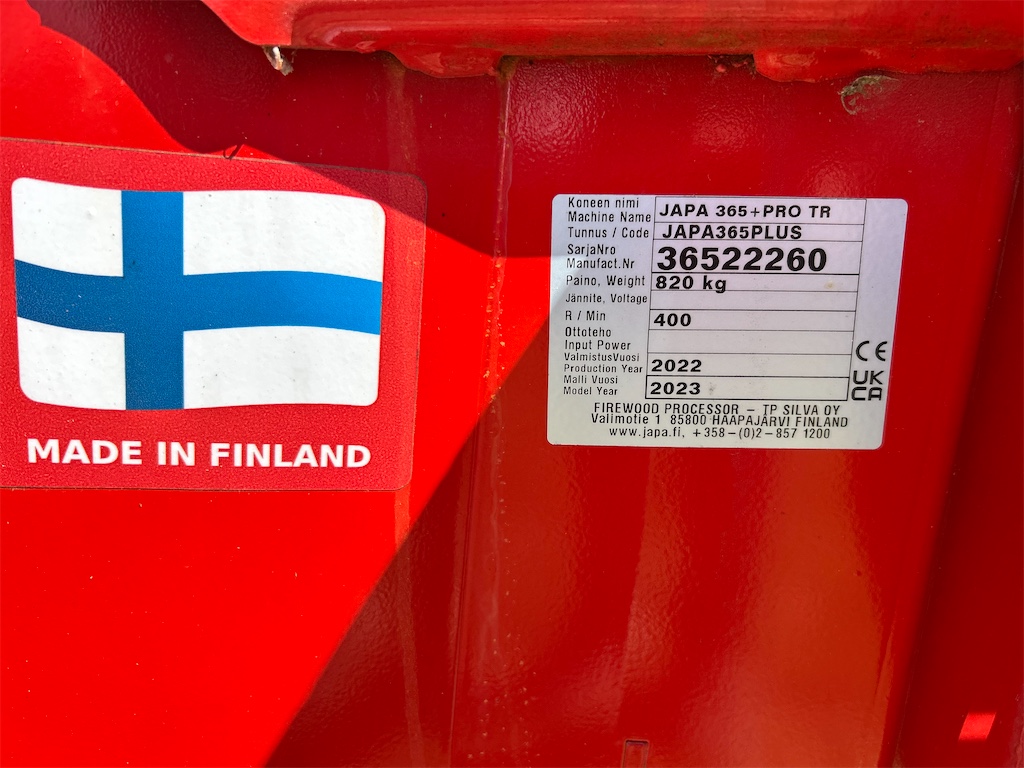 MADE IN FINLAND
Koneen nimi
Machine Name JAPA 365+PRO TR
Tunnus / Code JAPA365PLUS
SarjaNro
Manufact.Nr 36522260
Paino, Weight 820 kg
Jännite, Voltage
R / Min 400
Ottoteho
Input Power
ValmistusVuosi
Production Year 2022
Malli Vuosi
Model Year 2023
CE
UK
CA
FIREWOOD PROCESSOR – TP SILVA OY
Valimotie 1 85800 HAAPAJÄRVI FINLAND
www.japa.fi, +358–(0)2–857 1200